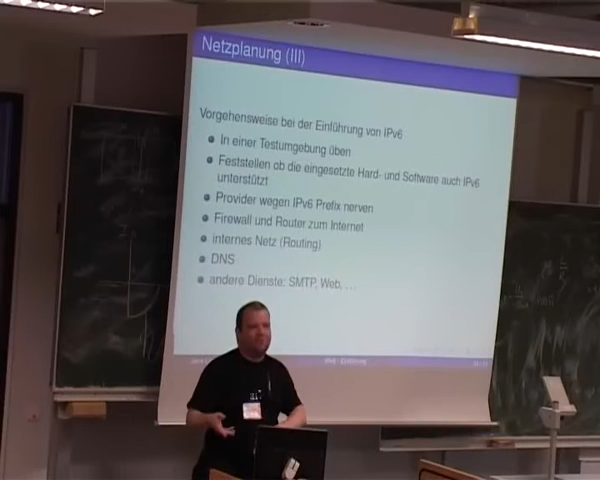 Netzplanung (III)
Vorgehensweise bei der Einführung von IPv6
In einer Testumgebung üben
Feststellen ob die eingesetzte Hard- und Software auch IPv6
unterstützt
Provider wegen IPv6 Prefix nerven
Firewall und Router zum Internet
internes Netz (Routing)
DNS
andere Dienste: SMTP, Web, ...
IPv6 - Einführung